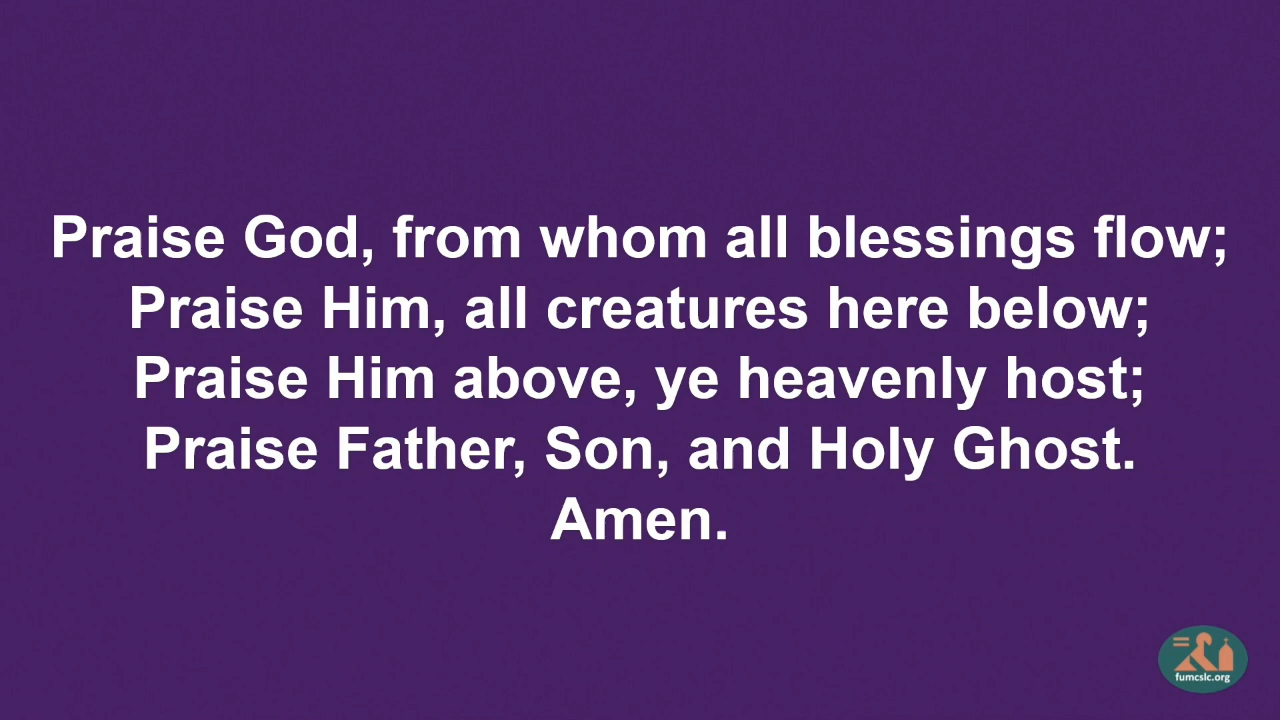 Praise God, from whom all blessings flow;
Praise Him, all creatures here below;
Praise Him above, ye heavenly host;
Praise Father, Son, and Holy Ghost.
Amen.
fumcslc.org